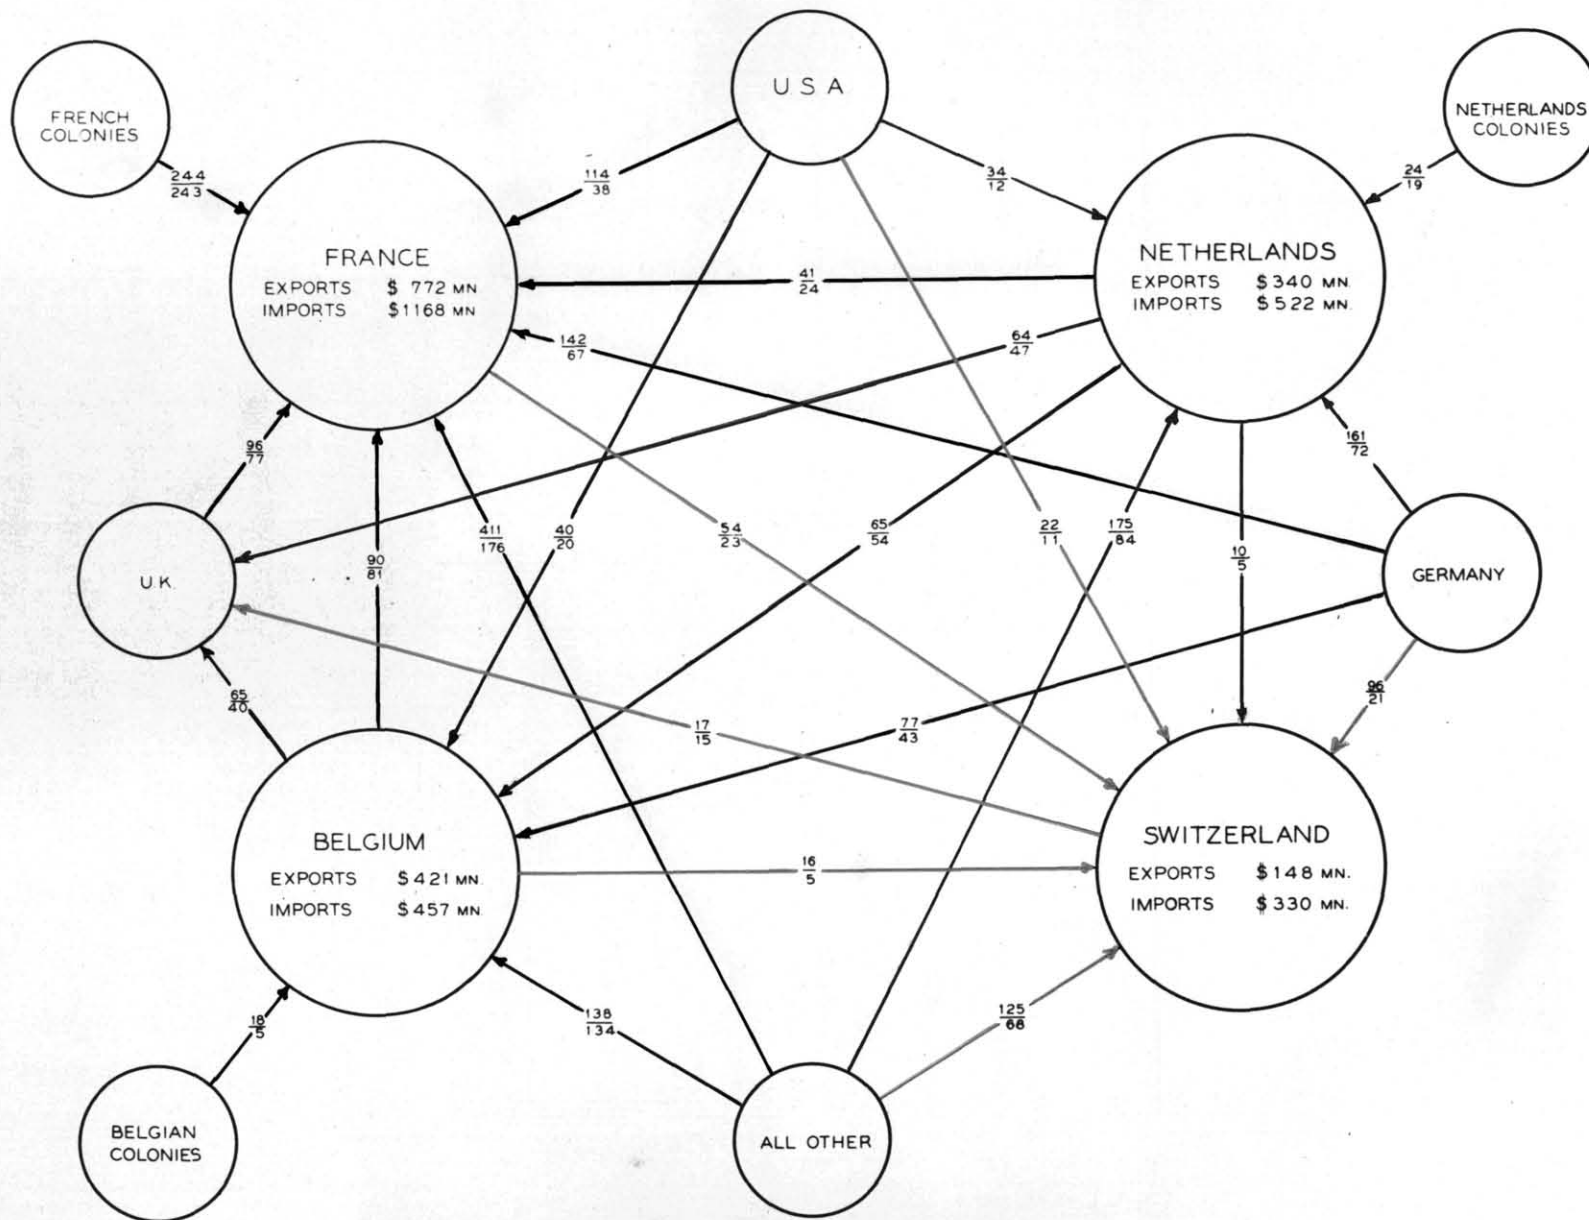 U S A
FRENCH
COLONIES
NETHERLANDS
COLONIES
244
243
114
38
34
12
24
19
FRANCE
EXPORTS $ 772 MN
IMPORTS $1168 MN
NETHERLANDS
EXPORTS $340 MN.
IMPORTS $522 MN.
41
24
142
67
64
47
96
77
161
72
90
81
411
176
40
20
54
23
65
54
22
11
175
84
10
5
U.K.
GERMANY
65
40
17
15
77
43
96
21
BELGIUM
EXPORTS $421 MN.
IMPORTS $457 MN.
16
5
SWITZERLAND
EXPORTS $148 MN.
IMPORTS $330 MN.
18
5
138
134
125
68
BELGIAN
COLONIES
ALL OTHER